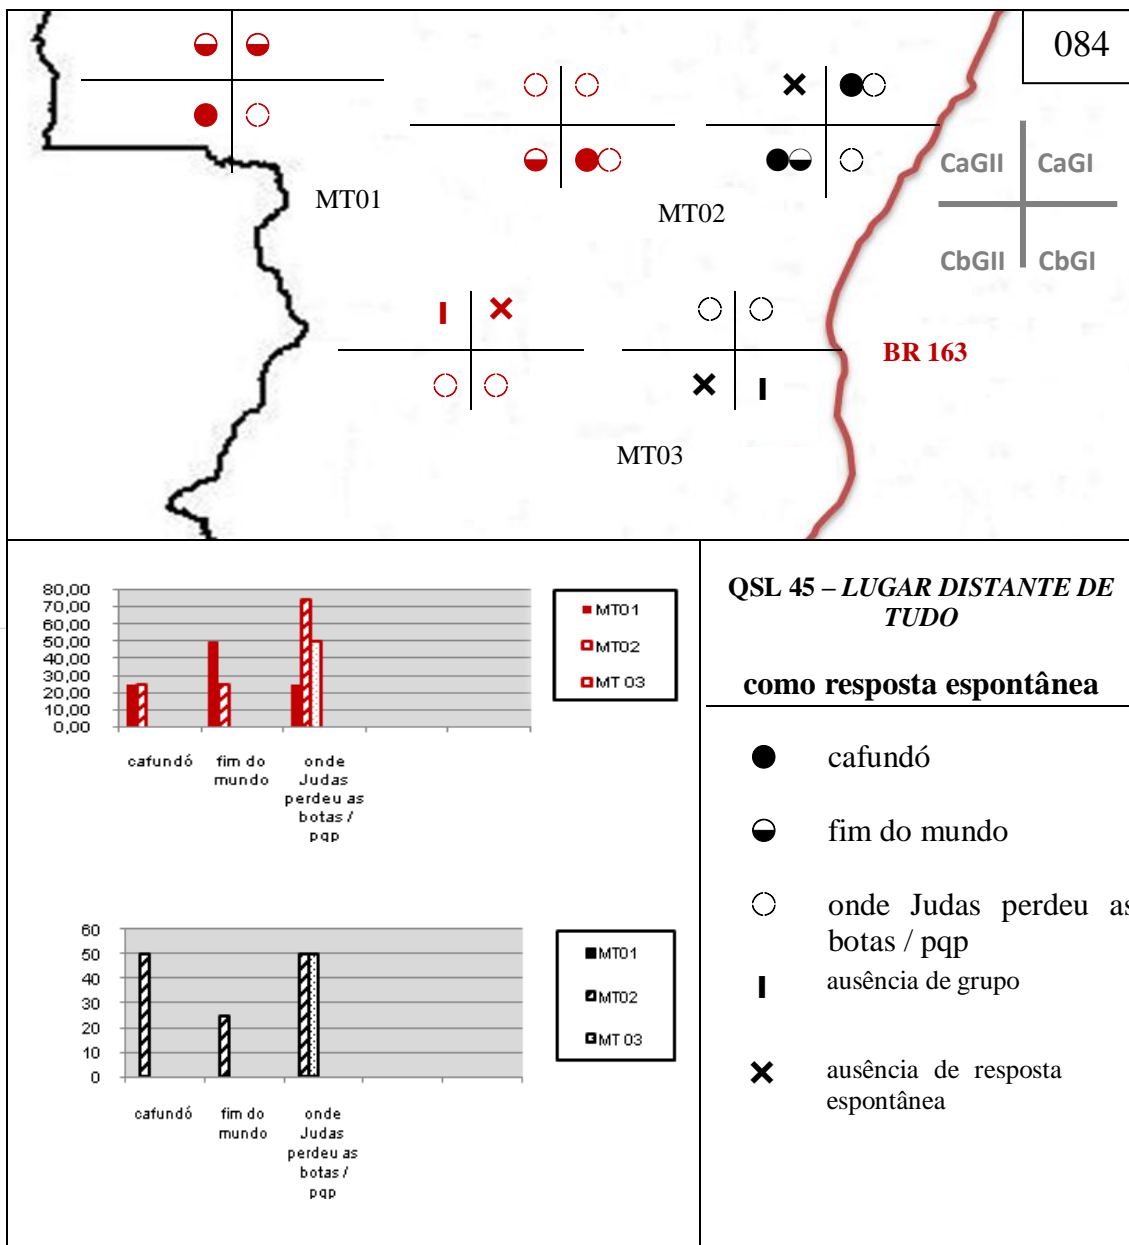 084
CaGII CaGI
CbGII CbGI
MT01
MT02
BR 163
MT03
80,00
70,00
60,00
50,00
40,00
30,00
20,00
10,00
0,00
cafundó
fim do
mundo
onde
Judas
perdeu as
botas /
pqp
MT01
MT02
MT 03
60
50
40
30
20
10
0
cafundó
fim do
mundo
onde
Judas
perdeu as
botas /
pqp
MT01
MT02
MT 03
QSL 45 – LUGAR DISTANTE DE
TUDO
como resposta espontânea
cafundó
fim do mundo
onde Judas perdeu as
botas / pqp
ausência de grupo
ausência de resposta
espontânea